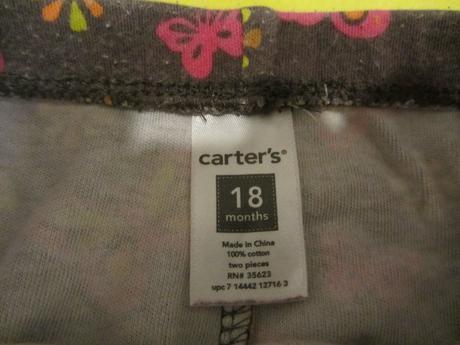 carter's®
18
months
Made in China
100% cotton
two pieces
RN# 35623
upc 7 14442 12716 3